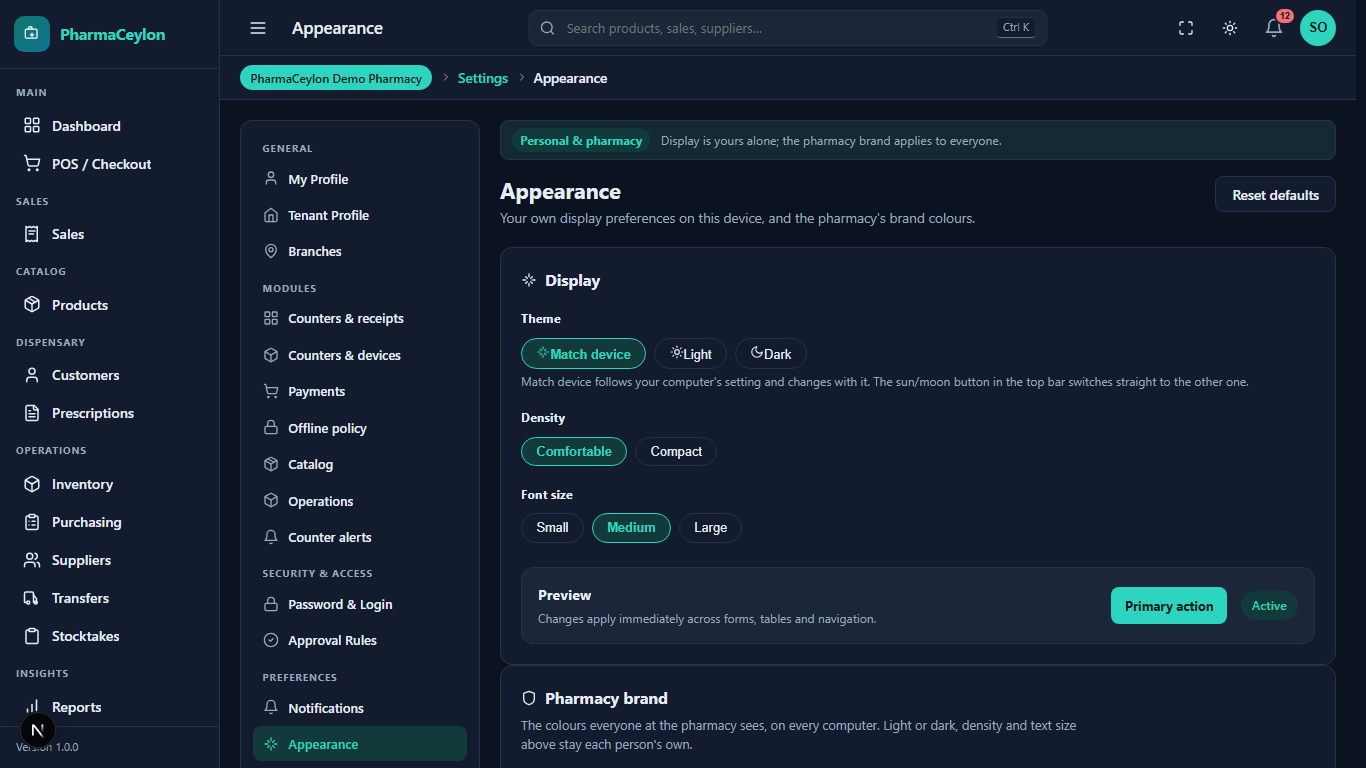 PharmaCeylon
Appearance
Search products, sales, suppliers...
Ctrl K
12
SO
PharmaCeylon Demo Pharmacy
Settings
Appearance
MAIN
Dashboard
POS / Checkout
SALES
Sales
CATALOG
Products
DISPENSARY
Customers
Prescriptions
OPERATIONS
Inventory
Purchasing
Suppliers
Transfers
Stocktakes
INSIGHTS
Reports
N
Version 1.0.0
GENERAL
My Profile
Tenant Profile
Branches
MODULES
Counters & receipts
Counters & devices
Payments
Offline policy
Catalog
Operations
Counter alerts
SECURITY & ACCESS
Password & Login
Approval Rules
PREFERENCES
Notifications
Appearance
Personal & pharmacy
Display is yours alone; the pharmacy brand applies to everyone.
Appearance
Your own display preferences on this device, and the pharmacy's brand colours.
Reset defaults
Display
Theme
Match device
Light
Dark
Match device follows your computer's setting and changes with it. The sun/moon button in the top bar switches straight to the other one.
Density
Comfortable
Compact
Font size
Small
Medium
Large
Preview
Changes apply immediately across forms, tables and navigation.
Primary action
Active
Pharmacy brand
The colours everyone at the pharmacy sees, on every computer. Light or dark, density and text size
above stay each person's own.